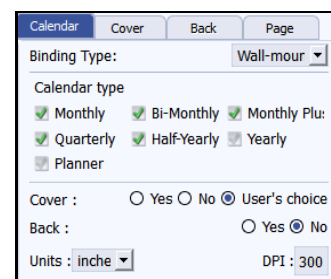 Calendar Cover Back Page
Binding Type: Wall-mour
Calendar type
Monthly Bi-Monthly Monthly Plu
Quarterly Half-Yearly Yearly
Planner
Cover : Yes No User's choice
Back : Yes No
Units : inche DPI : 300